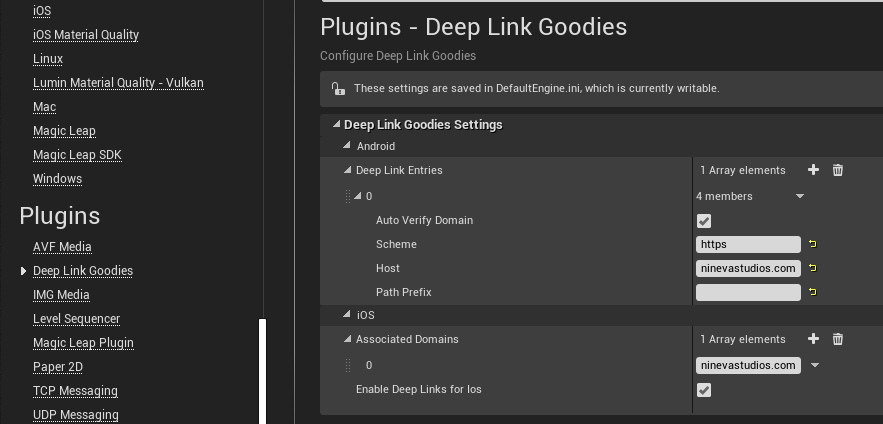 iOS
iOS Material Quality
Linux
Lumin Material Quality - Vulkan
Mac
Magic Leap
Magic Leap SDK
Windows
Plugins
AVF Media
Deep Link Goodies
IMG Media
Level Sequencer
Magic Leap Plugin
Paper 2D
TCP Messaging
UDP Messaging
Plugins - Deep Link Goodies
Configure Deep Link Goodies
These settings are saved in DefaultEngine.ini, which is currently writable.
Deep Link Goodies Settings
Android
Deep Link Entries 1 Array elements
0 4 members
Auto Verify Domain
Scheme https
Host ninevastudios.com
Path Prefix
iOS
Associated Domains 1 Array elements
0 ninevastudios.com
Enable Deep Links for Ios